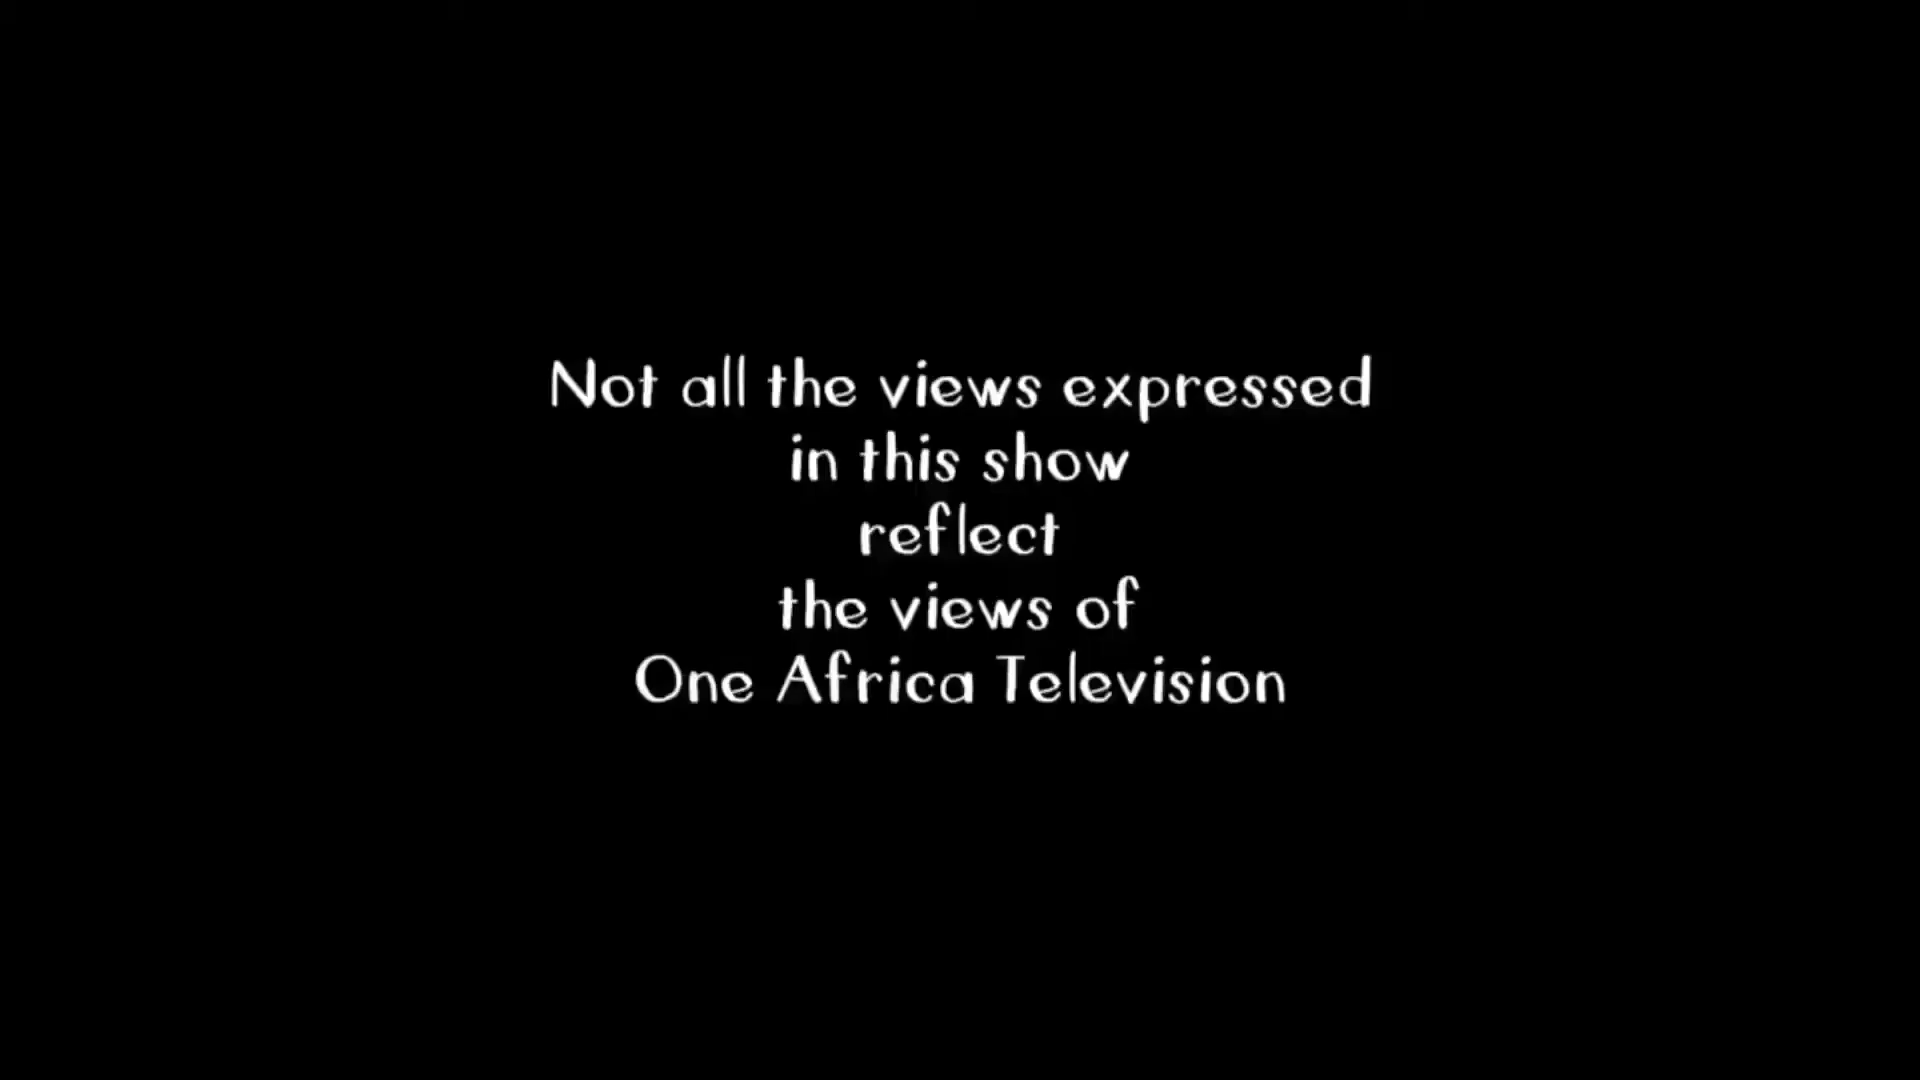 Not all the views expressed
in this show
reflect
the views of
One Africa Television